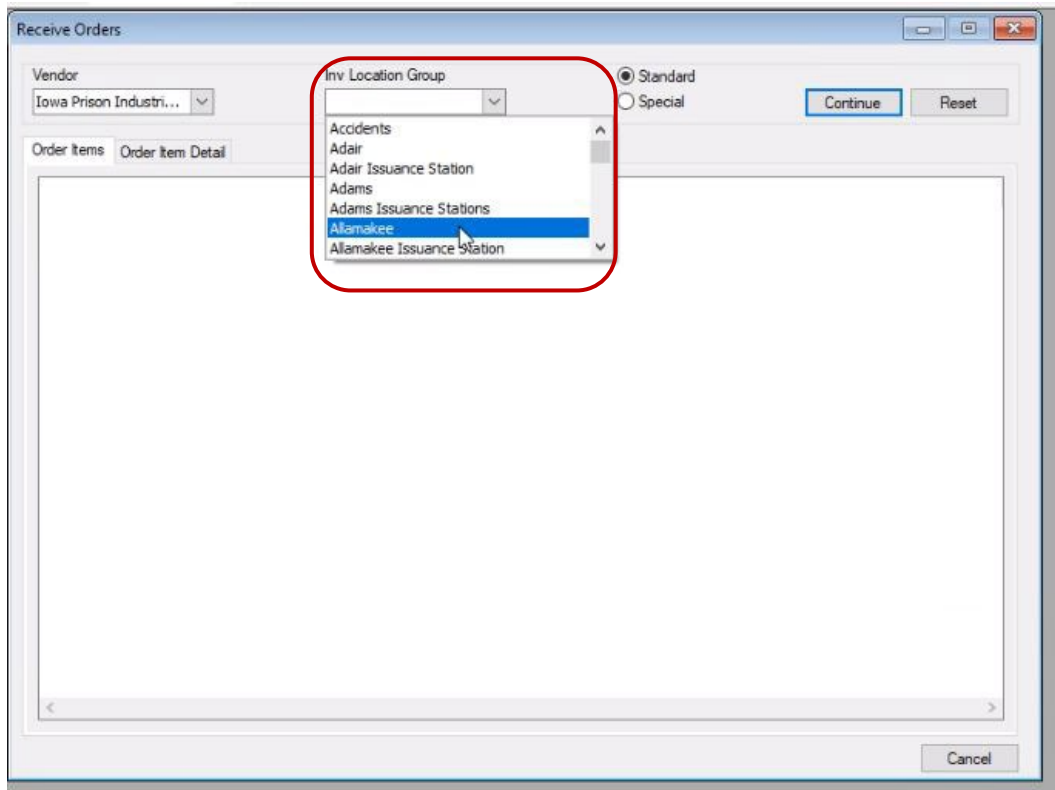 Receive Orders
Vendor
Inv Location Group
Standard
Iowa Prison Industri...
Special
Continue
Reset
Accidents
Adair
Adair Issuance Station
Adams
Adams Issuance Stations
Allamakee
Allamakee Issuance Station
Order Items
Order Item Detail
Cancel